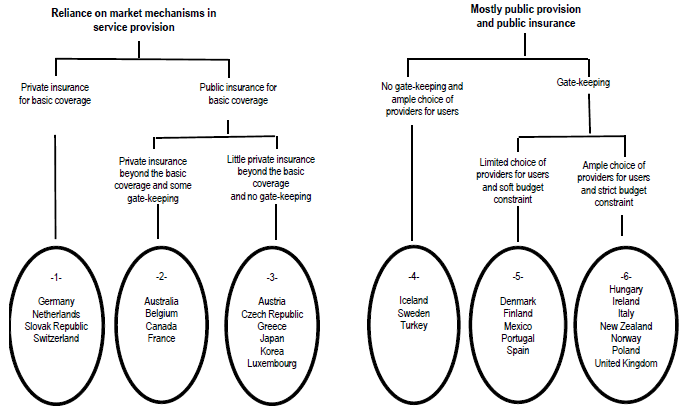 Reliance on market mechanisms in
service provision
Mostly public provision
and public insurance
Private insurance
for basic coverage
Public insurance for
basic coverage
No gate-keeping and
ample choice of
providers for users
Gate-keeping
Private insurance
beyond the basic
coverage and some
gate-keeping
Little private insurance
beyond the basic
coverage
and no gate-keeping
Limited choice of
providers for users
and soft budget
constraint
Ample choice of
providers for users
and strict budget
constraint
-1-
Germany
Netherlands
Slovak Republic
Switzerland
-2-
Australia
Belgium
Canada
France
-3-
Austria
Czech Republic
Greece
Japan
Korea
Luxembourg
-4-
Iceland
Sweden
Turkey
-5-
Denmark
Finland
Mexico
Portugal
Spain
-6-
Hungary
Ireland
Italy
New Zealand
Norway
Poland
United Kingdom